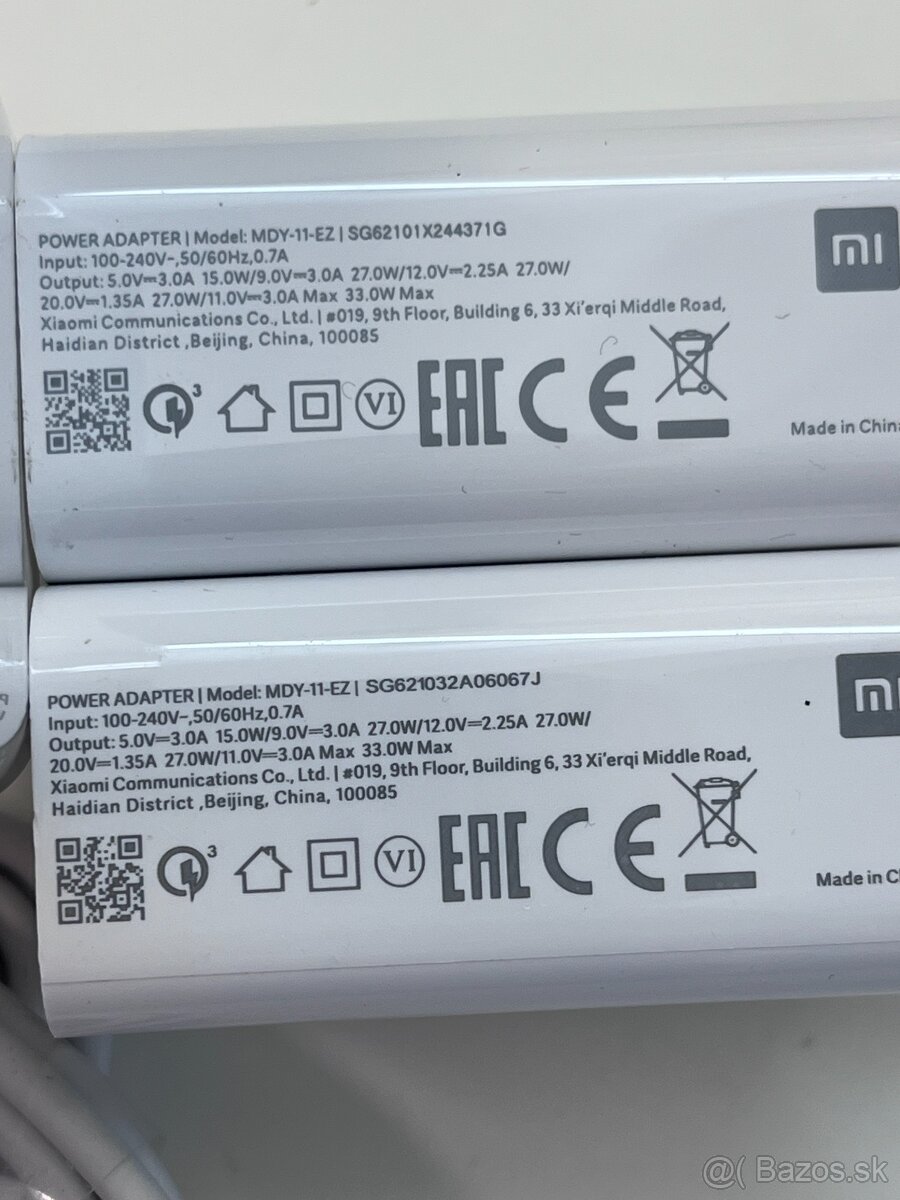 POWER ADAPTER | Model: MDY-11-EZ | SG62101X244371G
Input: 100-240V~,50/60Hz,0.7A
Output: 5.0V⎓3.0A 15.0W/9.0V⎓3.0A 27.0W/12.0V⎓2.25A 27.0W/
20.0V⎓1.35A 27.0W/11.0V⎓3.0A Max 33.0W Max
Xiaomi Communications Co., Ltd. | #019, 9th Floor, Building 6, 33 Xi'erqi Middle Road,
Haidian District ,Beijing, China, 100085
mi
3 VI EAC CE
Made in China
POWER ADAPTER | Model: MDY-11-EZ | SG621032A06067J
Input: 100-240V~,50/60Hz,0.7A
Output: 5.0V⎓3.0A 15.0W/9.0V⎓3.0A 27.0W/12.0V⎓2.25A 27.0W/
20.0V⎓1.35A 27.0W/11.0V⎓3.0A Max 33.0W Max
Xiaomi Communications Co., Ltd. | #019, 9th Floor, Building 6, 33 Xi'erqi Middle Road,
Haidian District ,Beijing, China, 100085
mi
3 VI EAC CE
Made in C
@( Bazos.sk